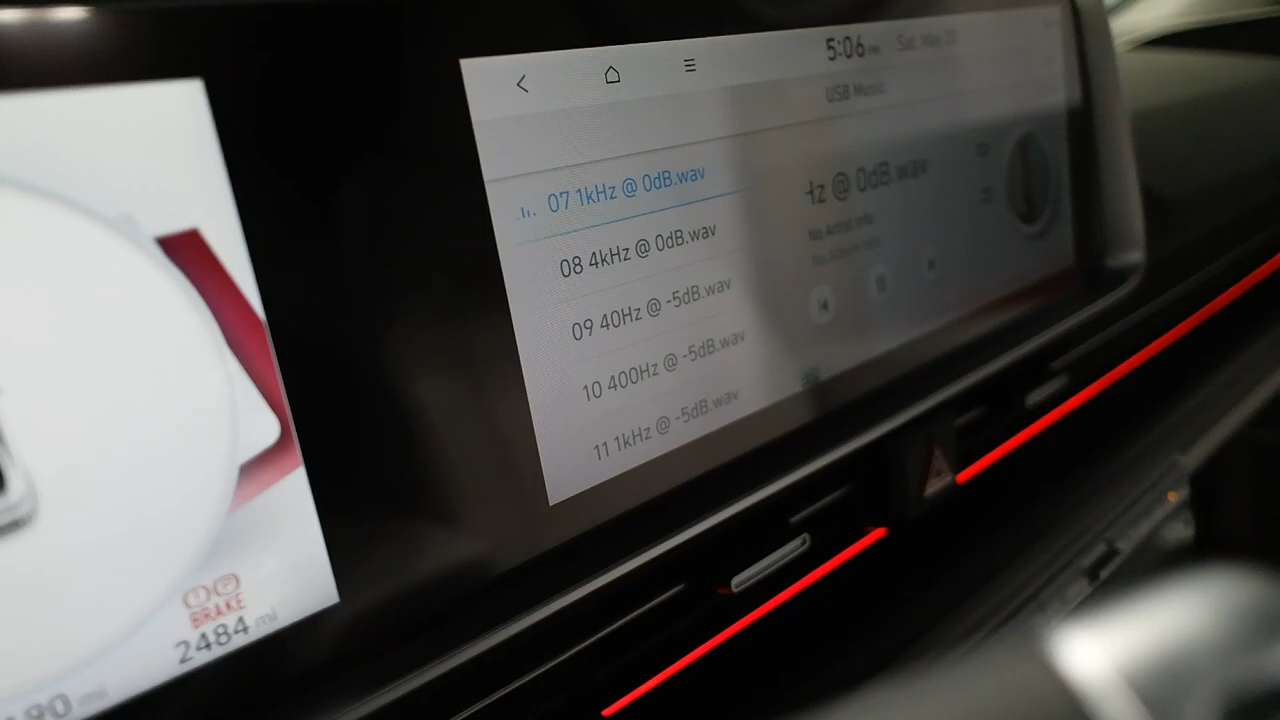 5:06
USB Music
07 1kHz @ 0dB.wav
08 4kHz @ 0dB.wav
09 40Hz @ -5dB.wav
10 400Hz @ -5dB.wav
11 1kHz @ -5dB.wav
Hz @ 0dB.wav
No Artist Info
BRAKE
2484 mi